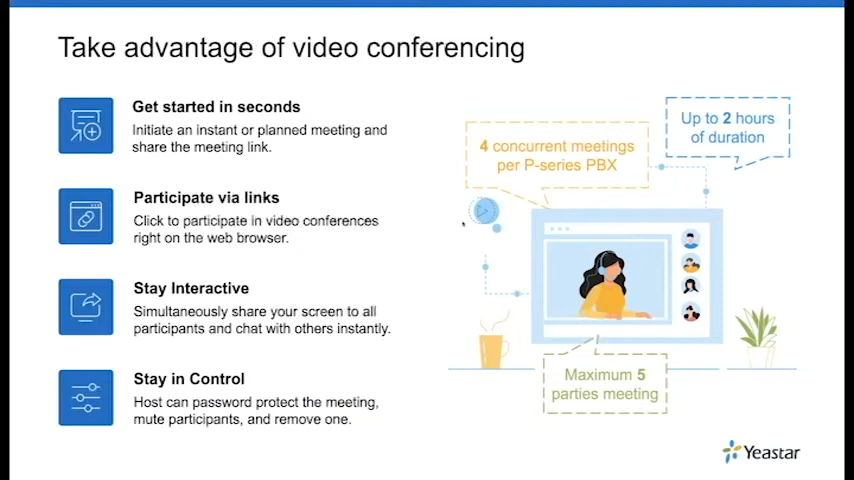 Take advantage of video conferencing
Get started in seconds
Initiate an instant or planned meeting and
share the meeting link.
Participate via links
Click to participate in video conferences
right on the web browser.
Stay Interactive
Simultaneously share your screen to all
participants and chat with others instantly.
Stay in Control
Host can password protect the meeting,
mute participants, and remove one.
Up to 2 hours
of duration
4 concurrent meetings
per P-series PBX
Maximum 5
parties meeting
Yeastar